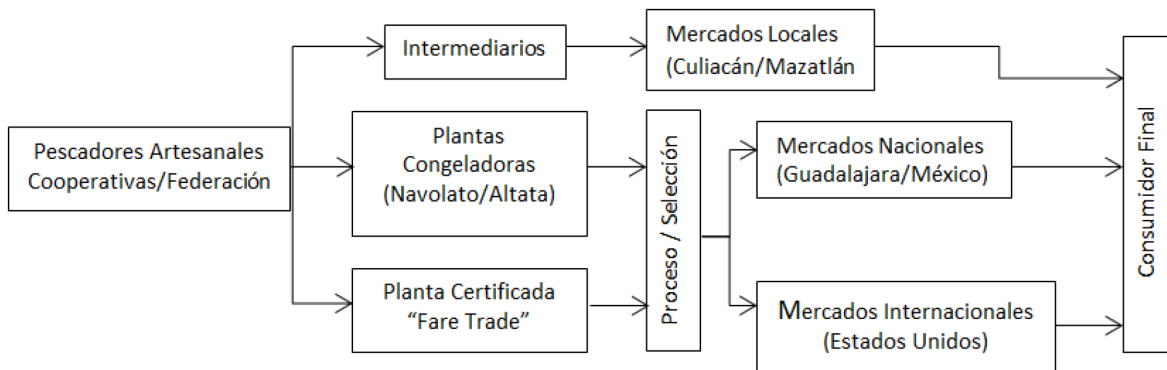 Pescadores Artesanales
Cooperativas/Federación
Intermediarios
Plantas
Congeladoras
(Navolato/Altata)
Planta Certificada
“Fare Trade”
Proceso / Selección
Mercados Locales
(Culiacán/Mazatlán
Mercados Nacionales
(Guadalajara/México)
Mercados Internacionales
(Estados Unidos)
Consumidor Final